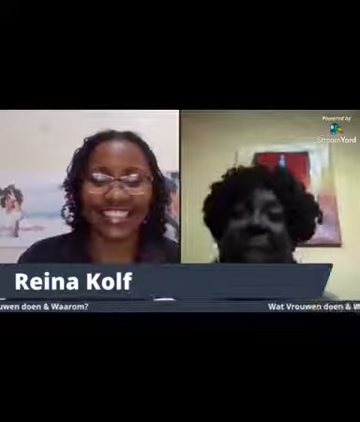 Powered by
StreamYard
Reina Kolf
uwen doen & Waarom?
Wat Vrouwen doen & W